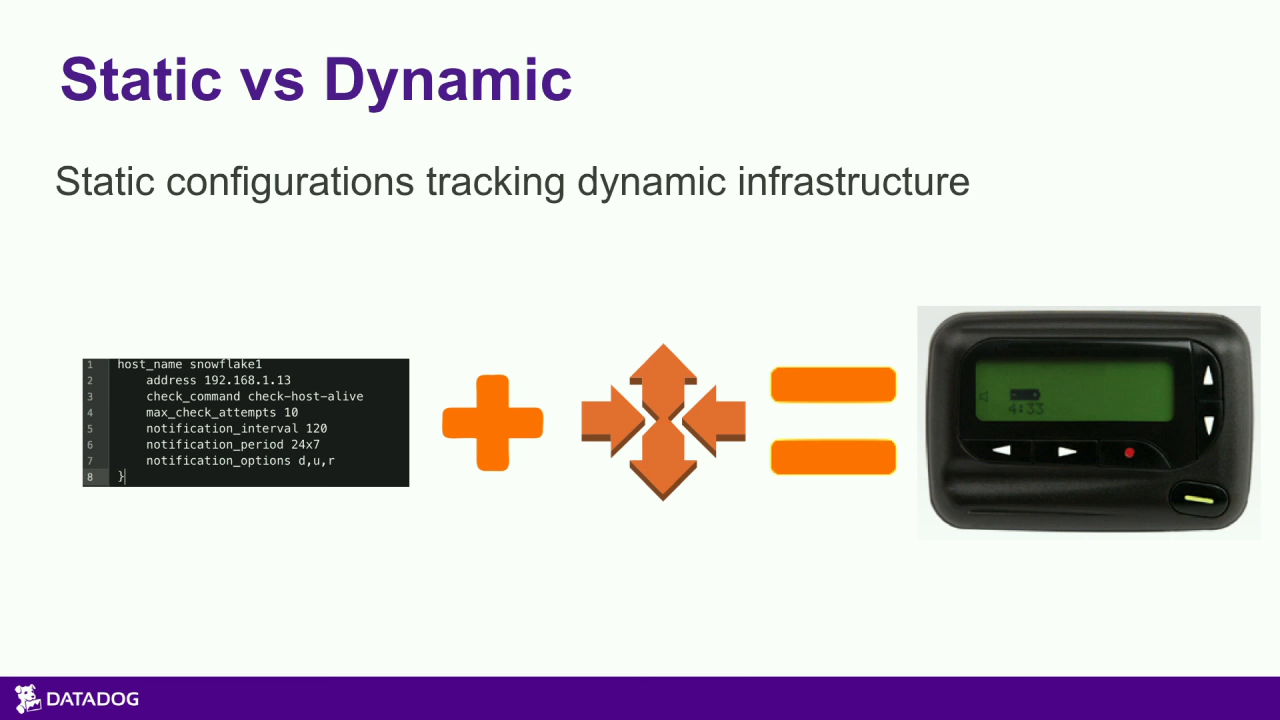 Static vs Dynamic
Static configurations tracking dynamic infrastructure
1 host_name snowflake1
2 address 192.168.1.13
3 check_command check-host-alive
4 max_check_attempts 10
5 notification_interval 120
6 notification_period 24x7
7 notification_options d,u,r
8 }
4:33
DATADOG